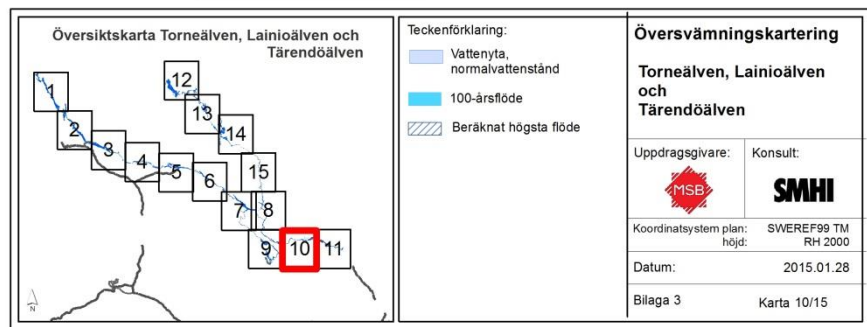 Översiktskarta Torneälven, Lainioälven och
Tärendöälven
1
2
3
4
5
6
7
8
9
10
11
12
13
14
15
N
Teckenförklaring:
Vattenyta,
normalvattenstånd
100-årsflöde
Beräknat högsta flöde
Översvämningskartering
Torneälven, Lainioälven
och
Tärendöälven
Uppdragsgivare:
MSB
Konsult:
SMHI
Koordinatsystem plan: SWEREF99 TM
höjd: RH 2000
Datum: 2015.01.28
Bilaga 3 Karta 10/15